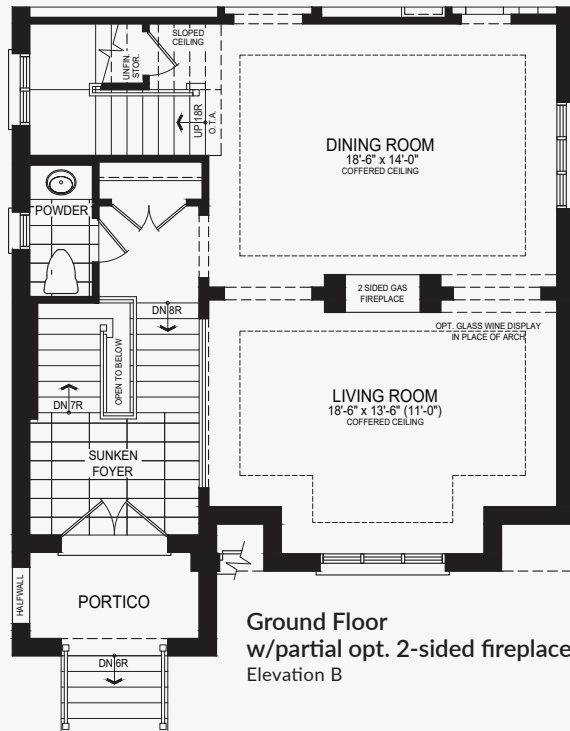 SLOPED
CEILING
UNFIN.
STOR.
UP 18R
O.T.A.
DINING ROOM
18'-6" x 14'-0"
COFFERED CEILING
POWDER
2 SIDED GAS
FIREPLACE
DN 8R
OPEN TO BELOW
OPT. GLASS WINE DISPLAY
IN PLACE OF ARCH
DN 7R
LIVING ROOM
18'-6" x 13'-6" (11'-0")
COFFERED CEILING
SUNKEN
FOYER
HALFWALL
PORTICO
DN 6R
Ground Floor
w/partial opt. 2-sided fireplace
Elevation B